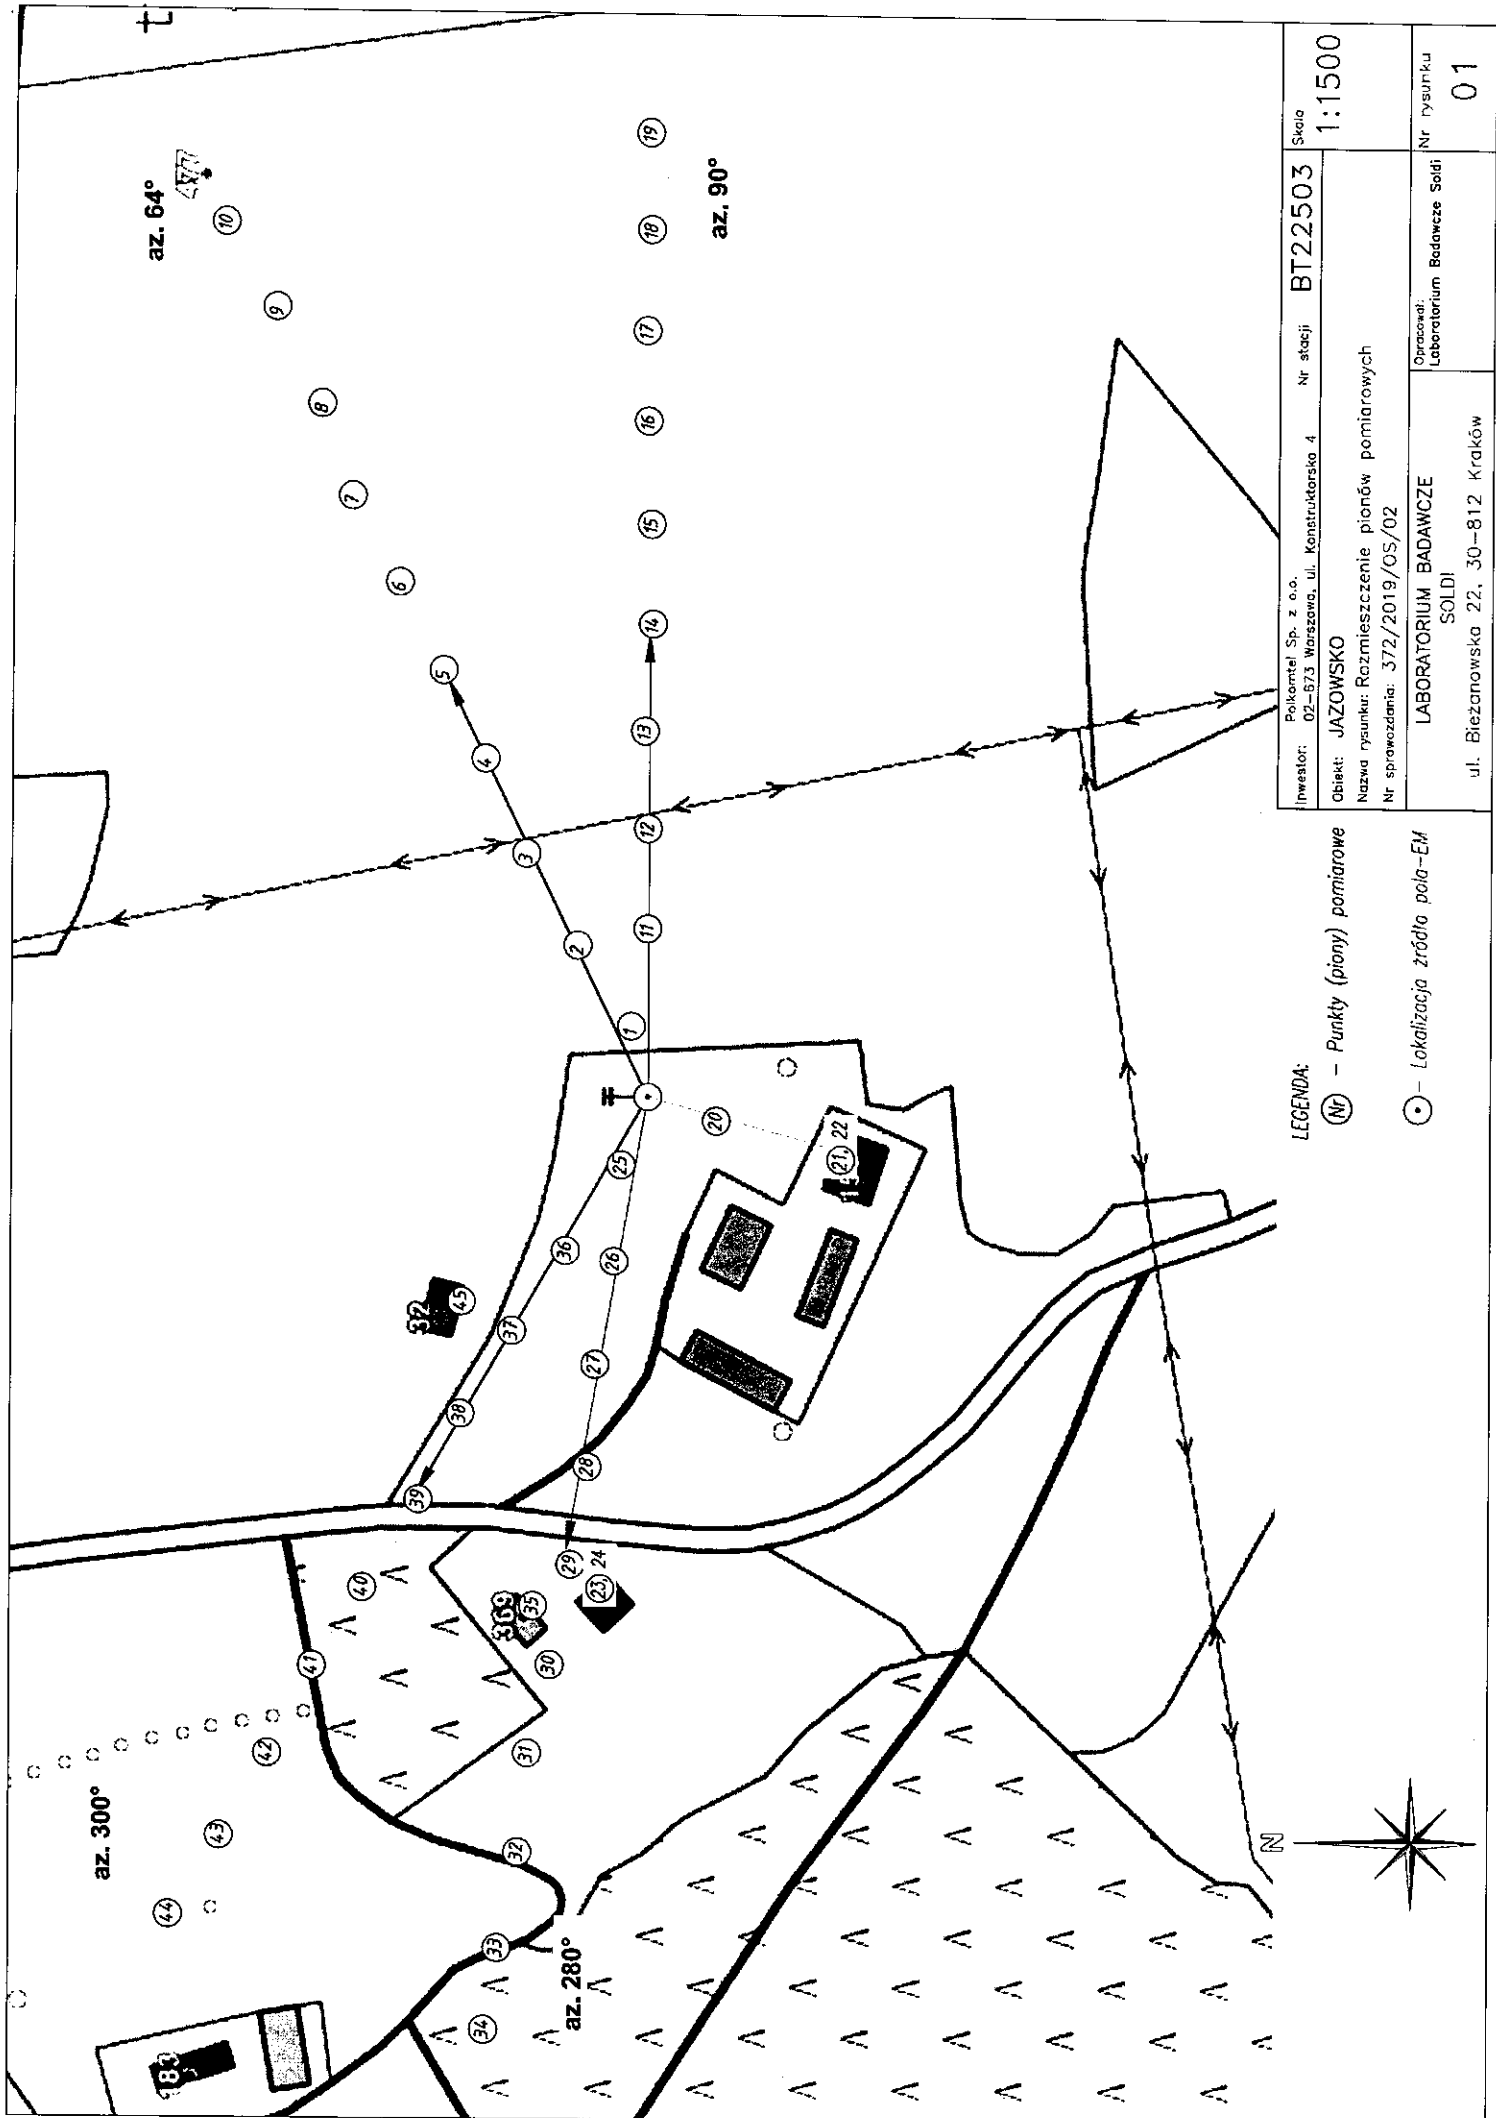 az. 300°
44
43
42
41
40
183
33
32
34
az. 280°
31
30
369
35
29
23, 24
39
38
37
36
32
45
28
27
26
25
20
21, 22
1
2
3
4
5
6
7
8
9
10
az. 64°
11
12
13
14
15
16
17
18
19
az. 90°
t
N
LEGENDA:
Nr – Punkty (piony) pomiarowe
– Lokalizacja źródła pola–EM
Inwestor: Polkomtel Sp. z o.o.
02–673 Warszawa, ul. Konstruktorska 4
Nr stacji BT22503
Skala
1:1500
Obiekt: JAZOWSKO
Nazwa rysunku: Rozmieszczenie pionów pomiarowych
Nr sprawozdania: 372/2019/OS/02
LABORATORIUM BADAWCZE
SOLDI
ul. Bieżanowska 22, 30–812 Kraków
Opracował:
Laboratorium Badawcze Soldi
Nr rysunku
01